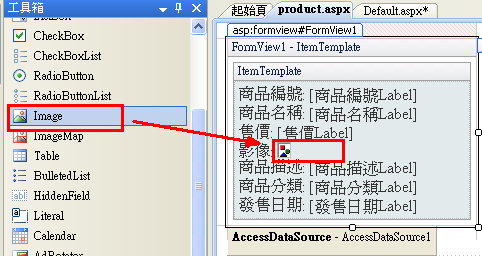 工具箱
ListBox
CheckBox
CheckBoxList
RadioButton
RadioButtonList
Image
ImageMap
Table
BulletedList
HiddenField
Literal
Calendar
AdRotator
起始頁 product.aspx Default.aspx*
asp:formview#FormView1
FormView1 - ItemTemplate
ItemTemplate
商品編號: [商品編號Label]
商品名稱: [商品名稱Label]
售價: [售價Label]
影像:
商品描述: [商品描述Label]
商品分類: [商品分類Label]
發售日期: [發售日期Label]
AccessDataSource - AccessDataSource1